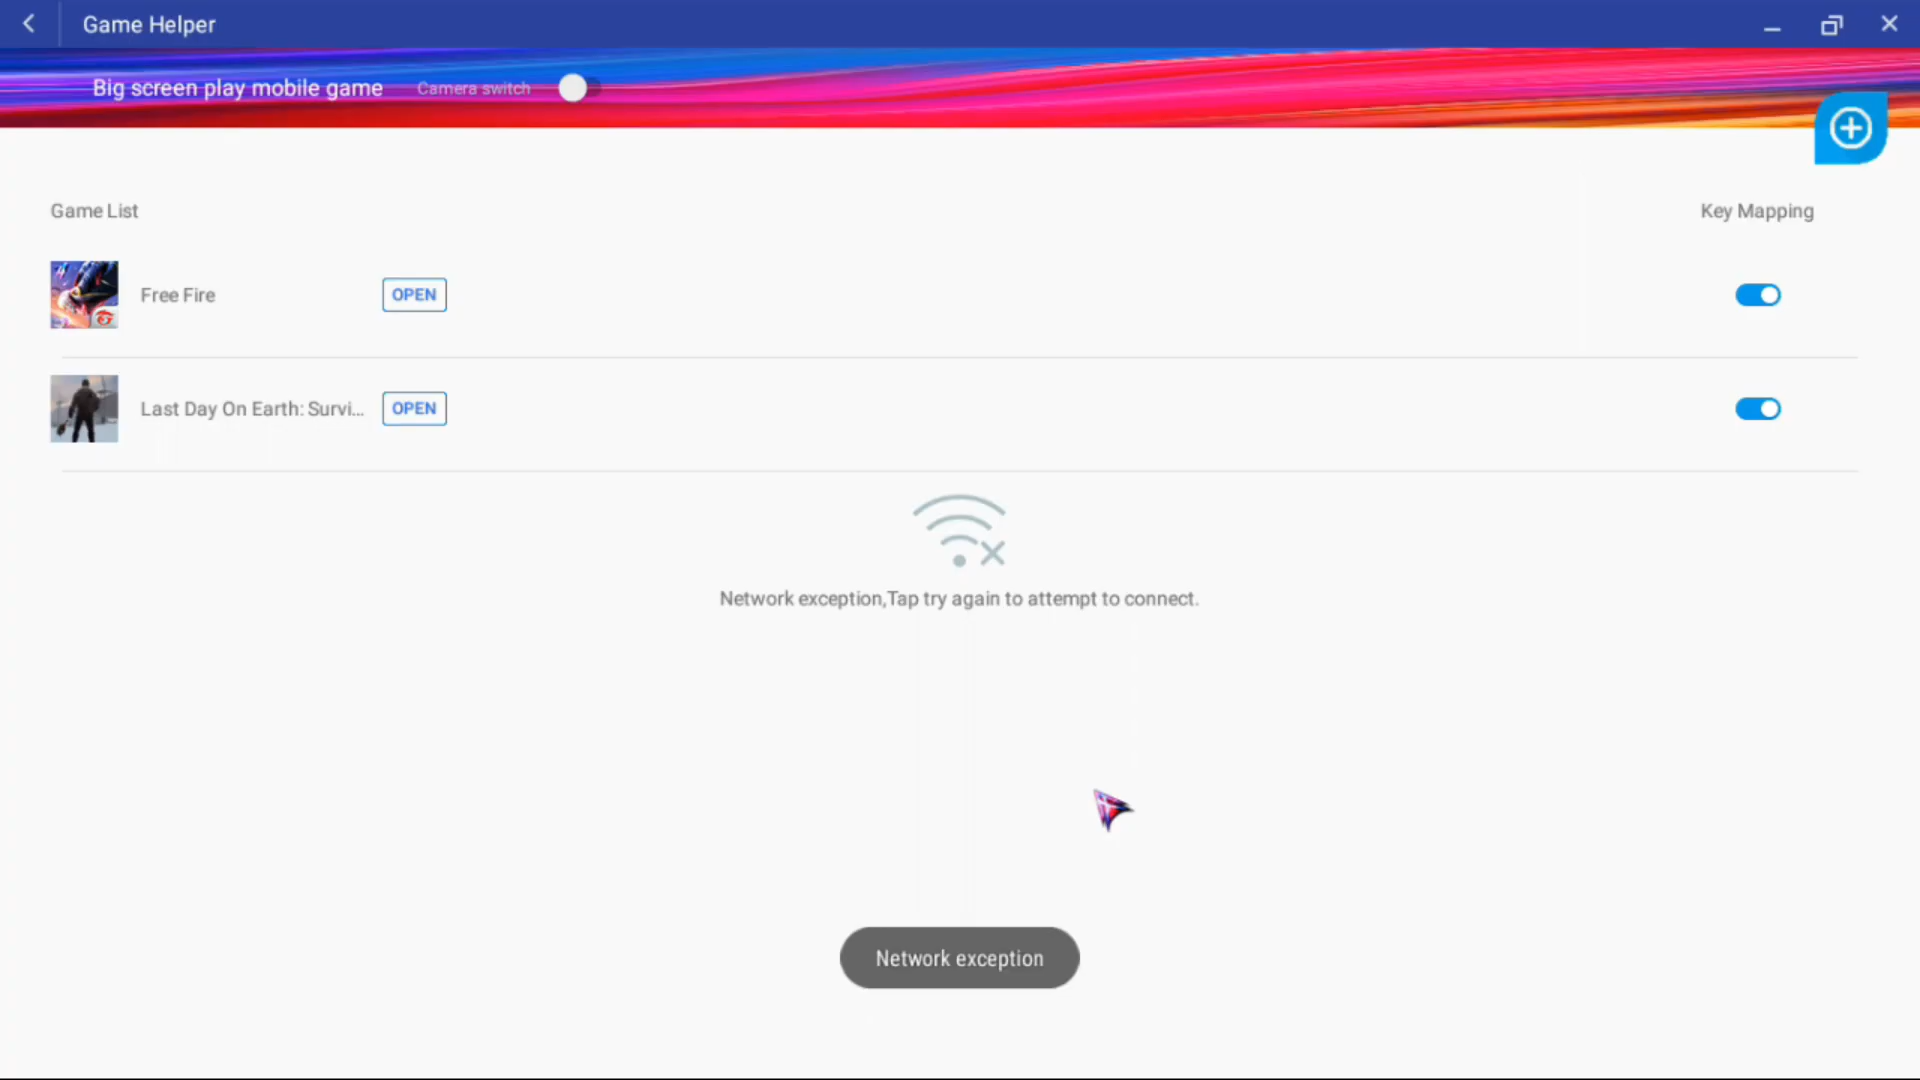 Game Helper
Big screen play mobile game Camera switch
Game List Key Mapping
Free Fire OPEN
Last Day On Earth: Survi... OPEN
Network exception,Tap try again to attempt to connect.
Network exception